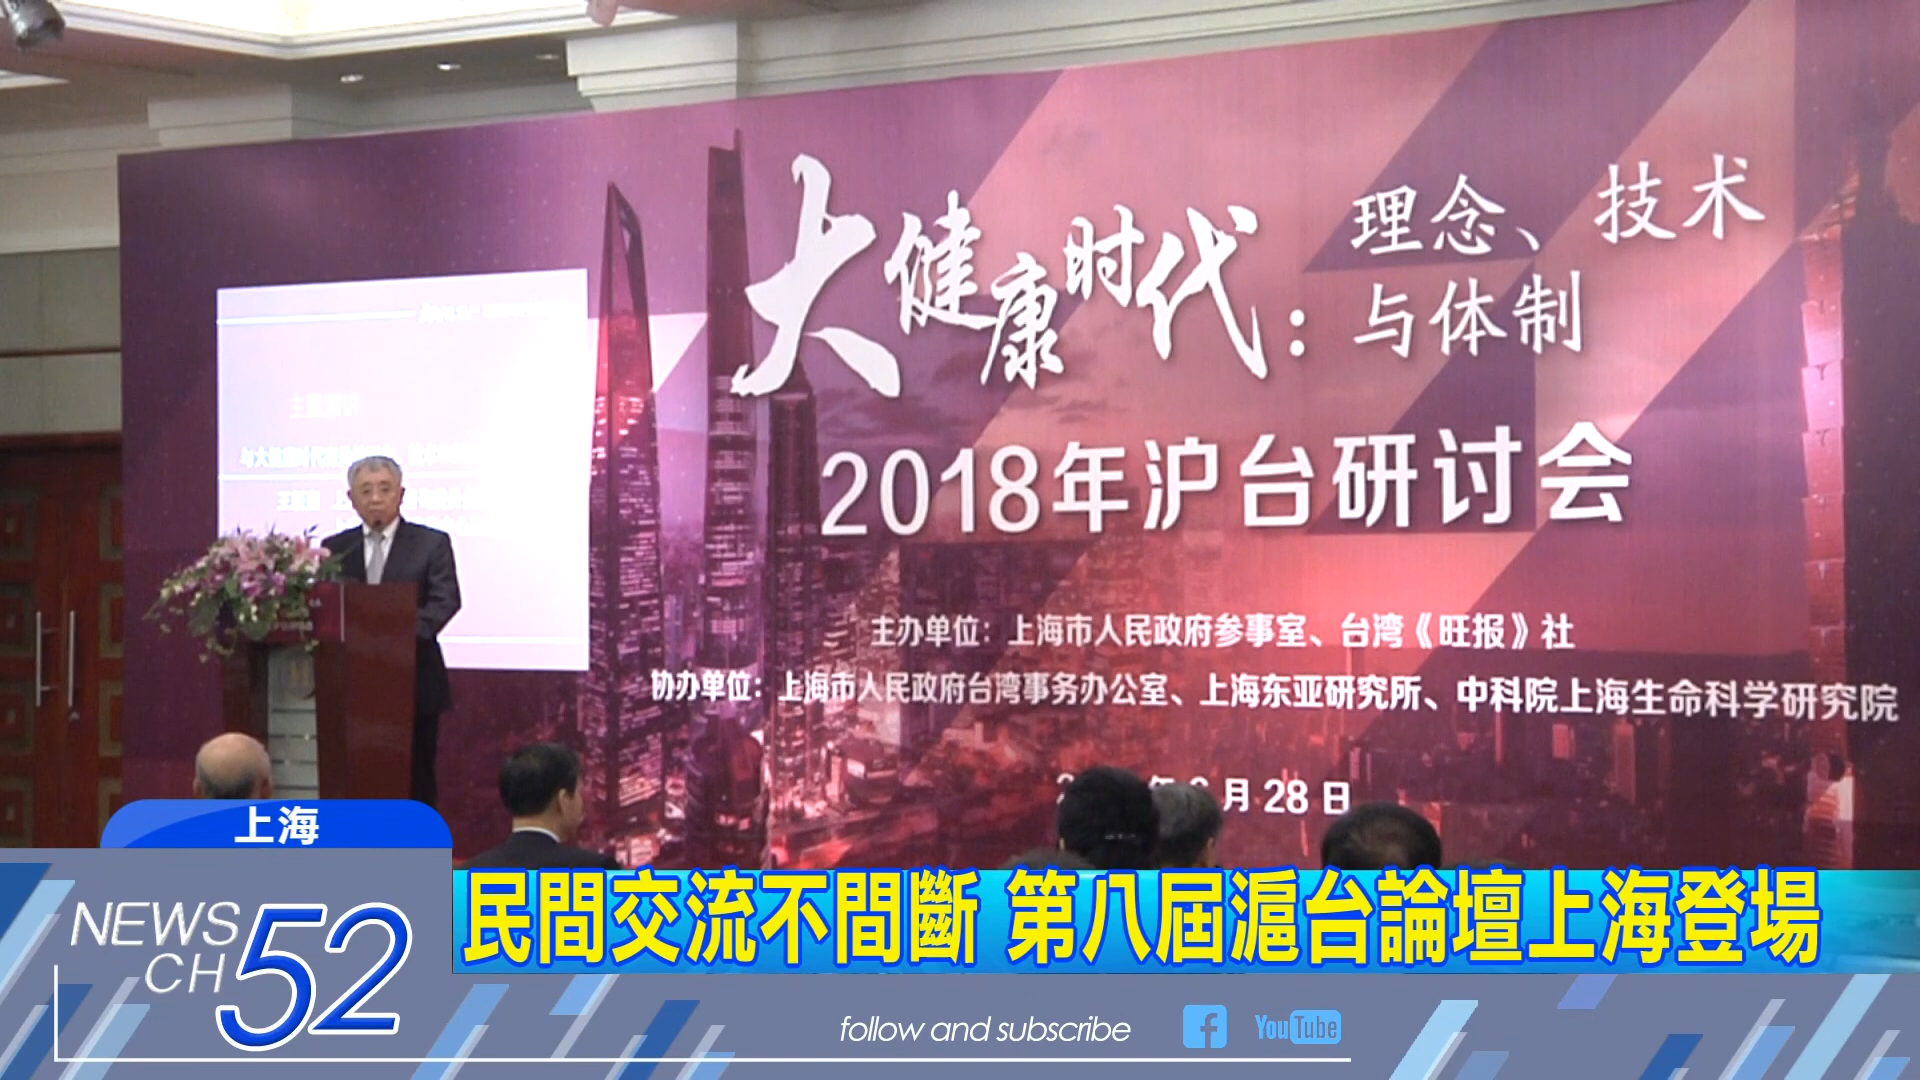 大健康时代：
理念、技术
与体制
2018年沪台研讨会
主办单位：上海市人民政府参事室、台湾《旺报》社
协办单位：上海市人民政府台湾事务办公室、上海东亚研究所、中科院上海生命科学研究院
月28日
上海
民間交流不間斷 第八屆滬台論壇上海登場
NEWS
CH
52
follow and subscribe
YouTube